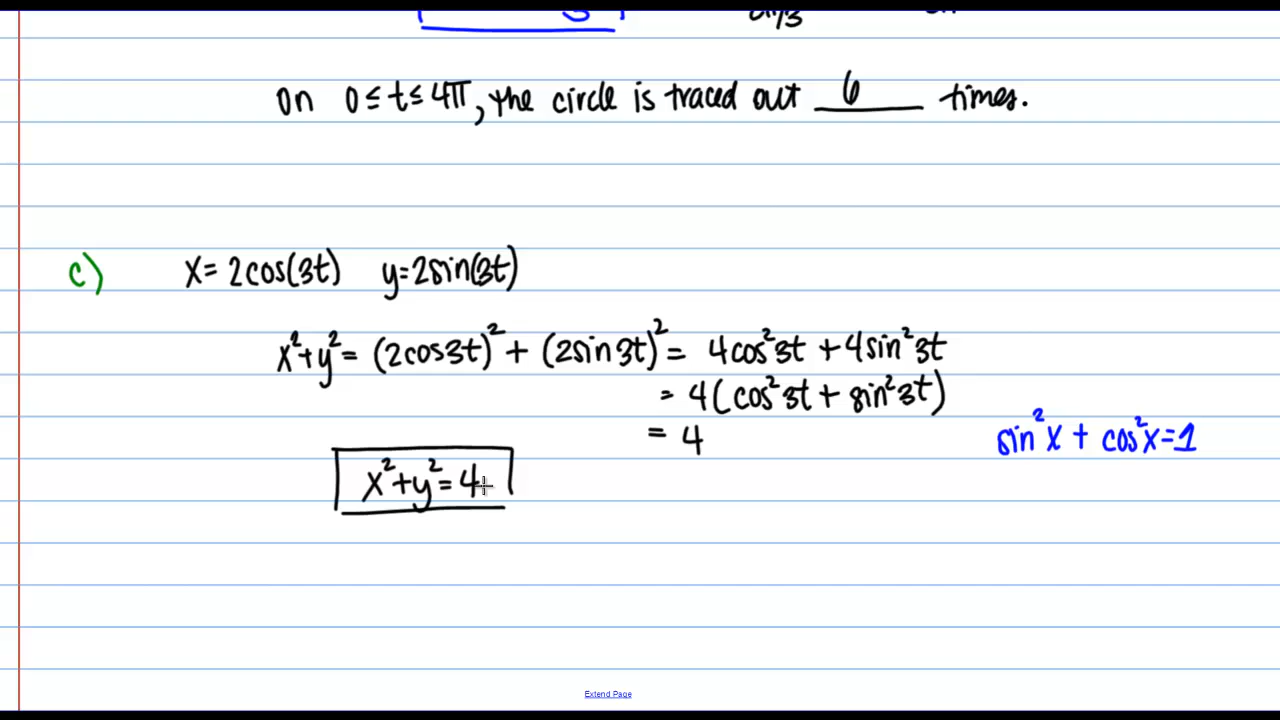 On 0 ≤ t ≤ 4π, the circle is traced out 6 times.
c) x = 2cos(3t) y = 2sin(3t)
x² + y² = (2cos3t)² + (2sin3t)² = 4cos²3t + 4sin²3t
= 4(cos²3t + sin²3t)
= 4
sin²x + cos²x = 1
x² + y² = 4
Extend Page